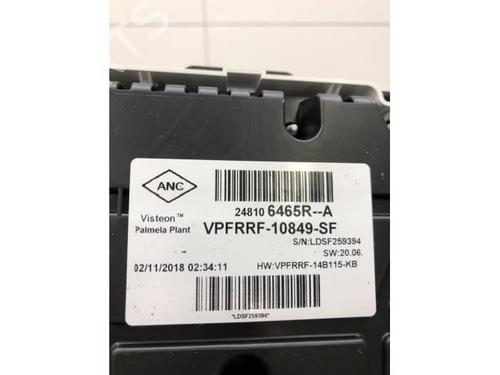 PARTS
ANC
24810 6465R--A
Visteon™
Palmela Plant
VPFRRF-10849-SF
S/N:LDSF259394
SW:20.06.
02/11/2018 02:34:11
HW:VPFRRF-14B115-KB
*LDSF259394*